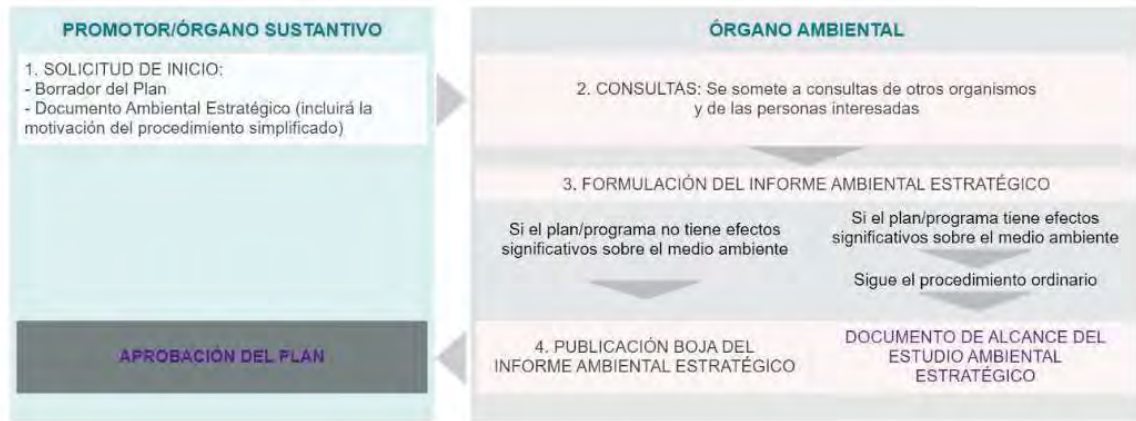 PROMOTOR/ÓRGANO SUSTANTIVO
1. SOLICITUD DE INICIO:
- Borrador del Plan
- Documento Ambiental Estratégico (incluirá la
motivación del procedimiento simplificado)
ÓRGANO AMBIENTAL
2. CONSULTAS: Se somete a consultas de otros organismos
y de las personas interesadas
3. FORMULACIÓN DEL INFORME AMBIENTAL ESTRATÉGICO
Si el plan/programa no tiene efectos
significativos sobre el medio ambiente
Si el plan/programa tiene efectos
significativos sobre el medio ambiente
Sigue el procedimiento ordinario
4. PUBLICACIÓN BOJA DEL
INFORME AMBIENTAL ESTRATÉGICO
DOCUMENTO DE ALCANCE DEL
ESTUDIO AMBIENTAL
ESTRATÉGICO
APROBACIÓN DEL PLAN